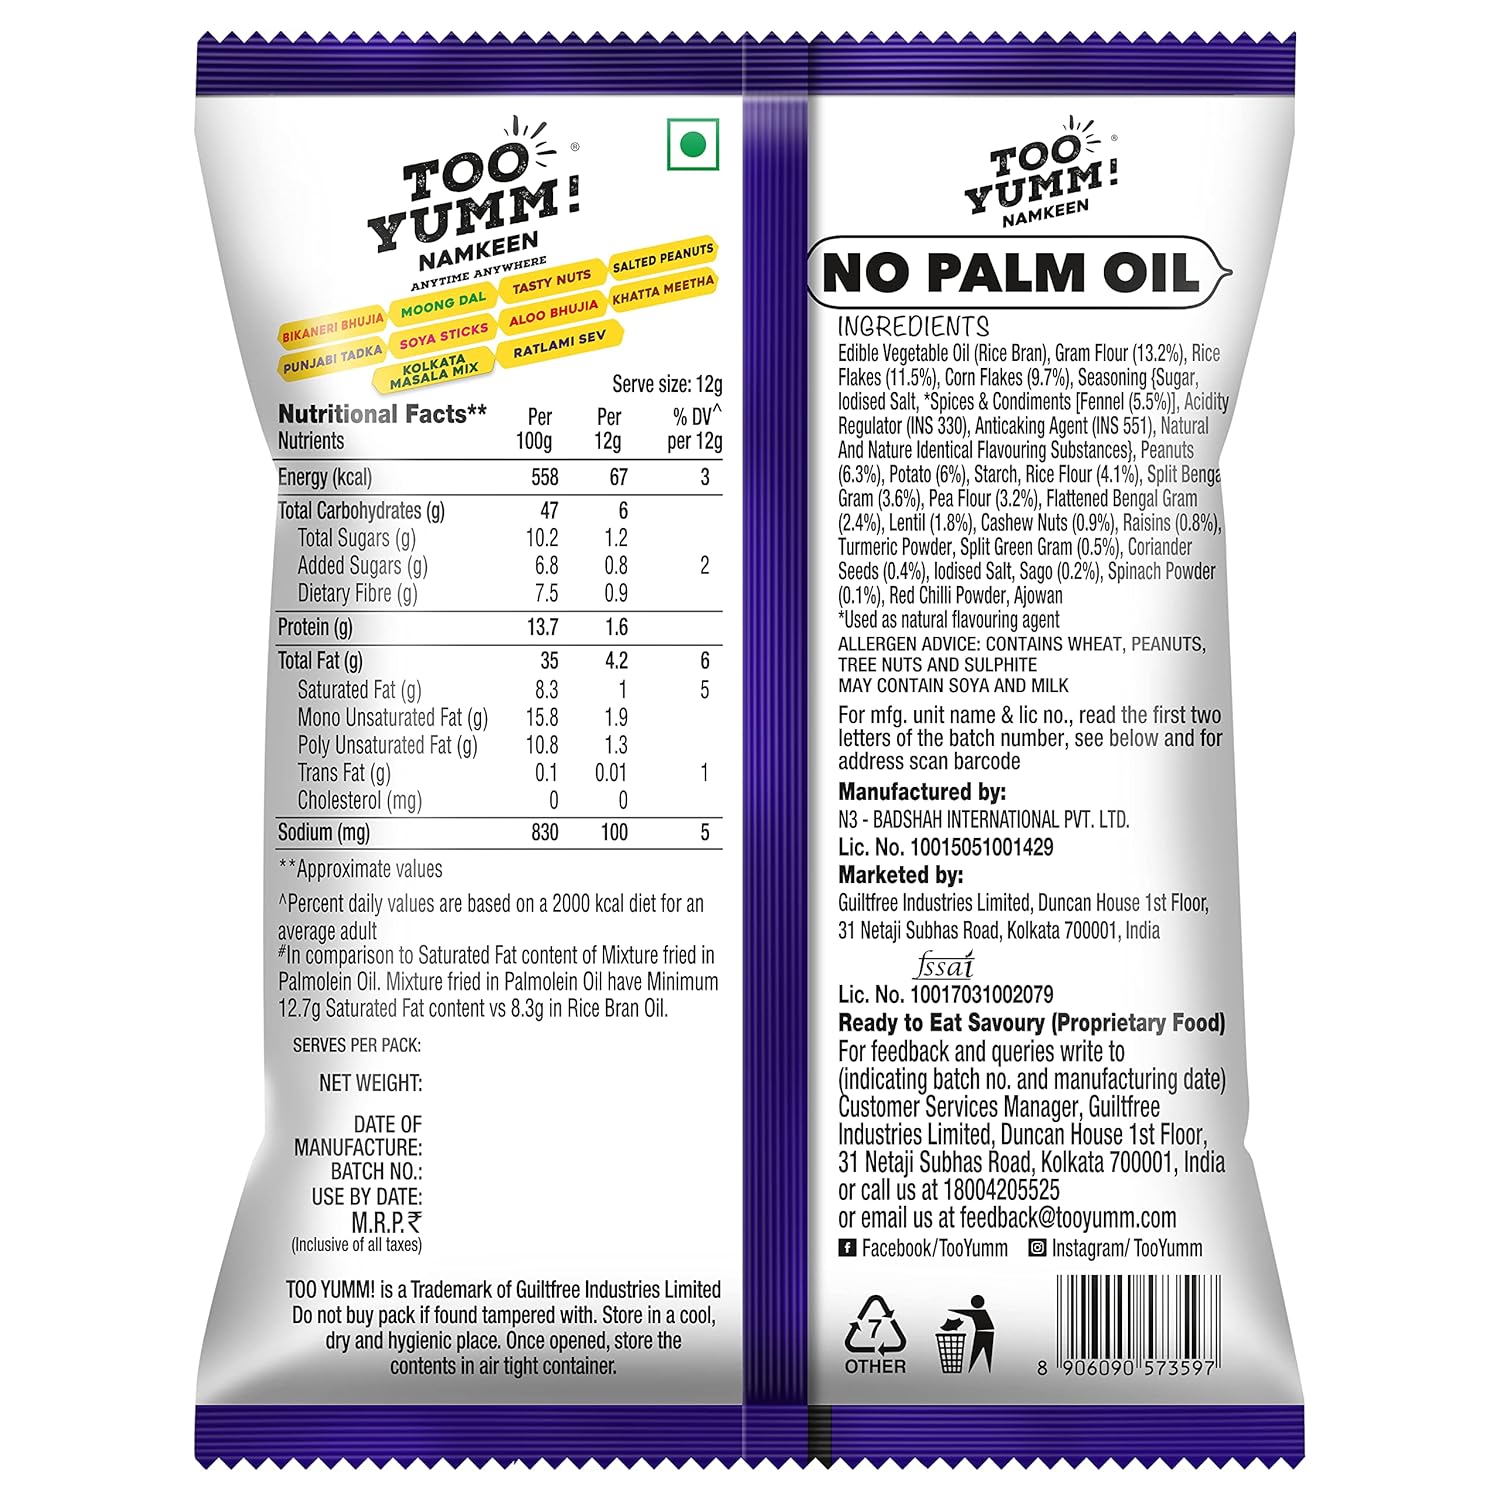 TOO
YUMM!
®
NAMKEEN
ANYTIME ANYWHERE
BIKANERI BHUJIA
MOONG DAL
TASTY NUTS
SALTED PEANUTS
PUNJABI TADKA
SOYA STICKS
ALOO BHUJIA
KHATTA MEETHA
KOLKATA
MASALA MIX
RATLAMI SEV
Serve size: 12g
Nutritional Facts** Per Per % DV^
Nutrients 100g 12g per 12g
Energy (kcal) 558 67 3
Total Carbohydrates (g) 47 6
Total Sugars (g) 10.2 1.2
Added Sugars (g) 6.8 0.8 2
Dietary Fibre (g) 7.5 0.9
Protein (g) 13.7 1.6
Total Fat (g) 35 4.2 6
Saturated Fat (g) 8.3 1 5
Mono Unsaturated Fat (g) 15.8 1.9
Poly Unsaturated Fat (g) 10.8 1.3
Trans Fat (g) 0.1 0.01 1
Cholesterol (mg) 0 0
Sodium (mg) 830 100 5
**Approximate values
^Percent daily values are based on a 2000 kcal diet for an
average adult
#In comparison to Saturated Fat content of Mixture fried in
Palmolein Oil. Mixture fried in Palmolein Oil have Minimum
12.7g Saturated Fat content vs 8.3g in Rice Bran Oil.
SERVES PER PACK:
NET WEIGHT:
DATE OF
MANUFACTURE:
BATCH NO.:
USE BY DATE:
M.R.P.₹
(Inclusive of all taxes)
TOO YUMM! is a Trademark of Guiltfree Industries Limited
Do not buy pack if found tampered with. Store in a cool,
dry and hygienic place. Once opened, store the
contents in air tight container.
TOO
YUMM!
®
NAMKEEN
NO PALM OIL
INGREDIENTS
Edible Vegetable Oil (Rice Bran), Gram Flour (13.2%), Rice
Flakes (11.5%), Corn Flakes (9.7%), Seasoning {Sugar,
Iodised Salt, *Spices & Condiments [Fennel (5.5%)], Acidity
Regulator (INS 330), Anticaking Agent (INS 551), Natural
And Nature Identical Flavouring Substances}, Peanuts
(6.3%), Potato (6%), Starch, Rice Flour (4.1%), Split Benga
Gram (3.6%), Pea Flour (3.2%), Flattened Bengal Gram
(2.4%), Lentil (1.8%), Cashew Nuts (0.9%), Raisins (0.8%),
Turmeric Powder, Split Green Gram (0.5%), Coriander
Seeds (0.4%), Iodised Salt, Sago (0.2%), Spinach Powder
(0.1%), Red Chilli Powder, Ajowan
*Used as natural flavouring agent
ALLERGEN ADVICE: CONTAINS WHEAT, PEANUTS,
TREE NUTS AND SULPHITE
MAY CONTAIN SOYA AND MILK
For mfg. unit name & lic no., read the first two
letters of the batch number, see below and for
address scan barcode
Manufactured by:
N3 - BADSHAH INTERNATIONAL PVT. LTD.
Lic. No. 10015051001429
Marketed by:
Guiltfree Industries Limited, Duncan House 1st Floor,
31 Netaji Subhas Road, Kolkata 700001, India
fssai
Lic. No. 10017031002079
Ready to Eat Savoury (Proprietary Food)
For feedback and queries write to
(indicating batch no. and manufacturing date)
Customer Services Manager, Guiltfree
Industries Limited, Duncan House 1st Floor,
31 Netaji Subhas Road, Kolkata 700001, India
or call us at 18004205525
or email us at feedback@tooyumm.com
Facebook/TooYumm Instagram/ TooYumm
7
OTHER
8 906090 573597